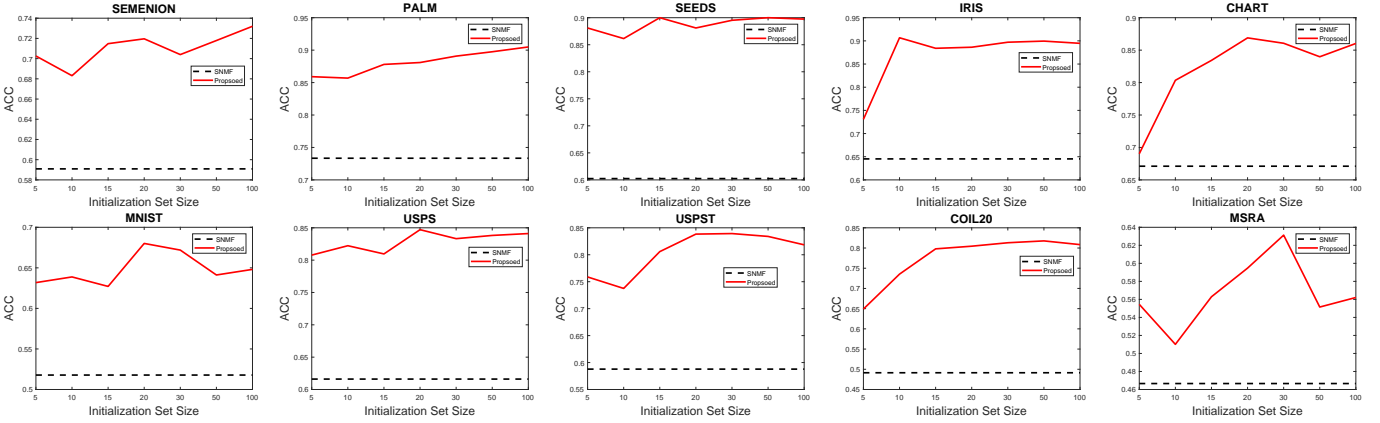 SEMENION
0.74
0.72
0.7
0.68
0.66
0.64
0.62
0.6
0.58
ACC
SNMF
Propsoed
5 10 15 20 30 50 100
Initialization Set Size
PALM
0.95
0.9
0.85
0.8
0.75
0.7
ACC
SNMF
Propsoed
5 10 15 20 30 50 100
Initialization Set Size
SEEDS
0.9
0.85
0.8
0.75
0.7
0.65
0.6
ACC
SNMF
Propsoed
5 10 15 20 30 50 100
Initialization Set Size
IRIS
0.95
0.9
0.85
0.8
0.75
0.7
0.65
0.6
ACC
SNMF
Propsoed
5 10 15 20 30 50 100
Initialization Set Size
CHART
0.9
0.85
0.8
0.75
0.7
0.65
ACC
SNMF
Propsoed
5 10 15 20 30 50 100
Initialization Set Size
MNIST
0.7
0.65
0.6
0.55
0.5
ACC
SNMF
Propsoed
5 10 15 20 30 50 100
Initialization Set Size
USPS
0.85
0.8
0.75
0.7
0.65
0.6
ACC
SNMF
Propsoed
5 10 15 20 30 50 100
Initialization Set Size
USPST
0.85
0.8
0.75
0.7
0.65
0.6
0.55
ACC
SNMF
Propsoed
5 10 15 20 30 50 100
Initialization Set Size
COIL20
0.85
0.8
0.75
0.7
0.65
0.6
0.55
0.5
0.45
ACC
SNMF
Propsoed
5 10 15 20 30 50 100
Initialization Set Size
MSRA
0.64
0.62
0.6
0.58
0.56
0.54
0.52
0.5
0.48
0.46
ACC
SNMF
Propsoed
5 10 15 20 30 50 100
Initialization Set Size